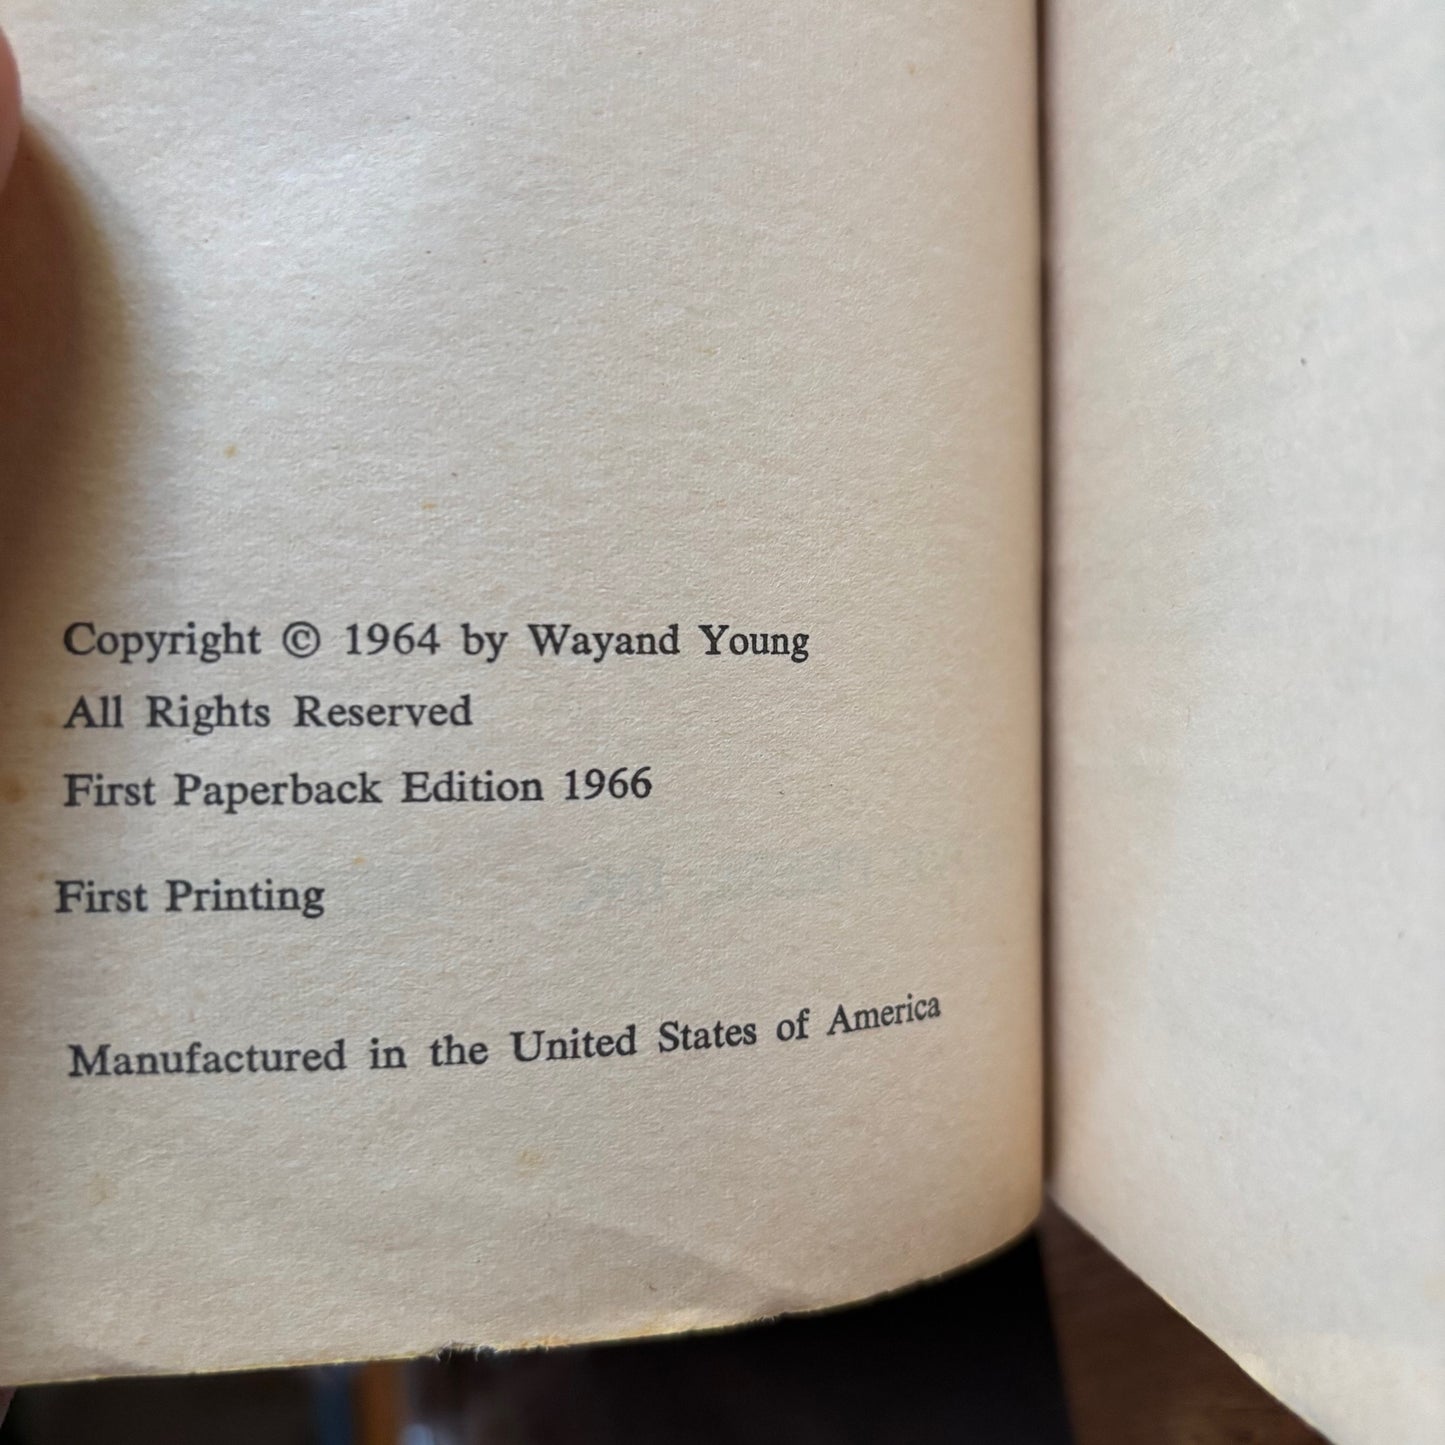 Copyright © 1964 by Wayand Young
All Rights Reserved
First Paperback Edition 1966
First Printing
Manufactured in the United States of America